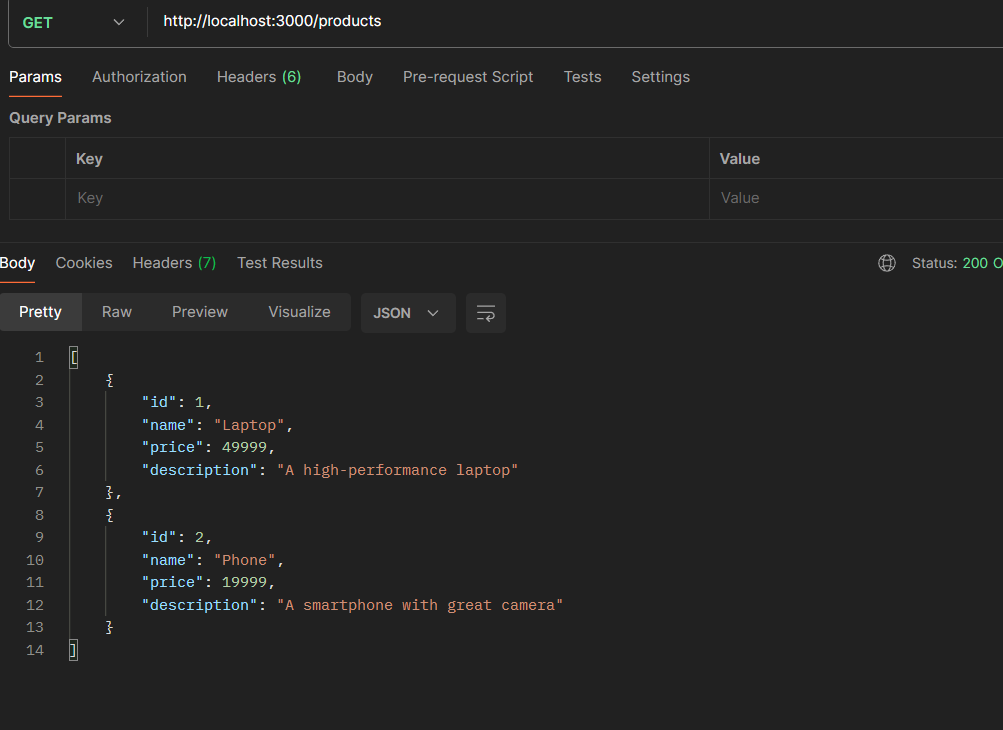 GET http://localhost:3000/products
Params Authorization Headers (6) Body Pre-request Script Tests Settings
Query Params
Key Value
Key Value
Body Cookies Headers (7) Test Results Status: 200 O
Pretty Raw Preview Visualize JSON
1 [
2 {
3 "id": 1,
4 "name": "Laptop",
5 "price": 49999,
6 "description": "A high-performance laptop"
7 },
8 {
9 "id": 2,
10 "name": "Phone",
11 "price": 19999,
12 "description": "A smartphone with great camera"
13 }
14 ]